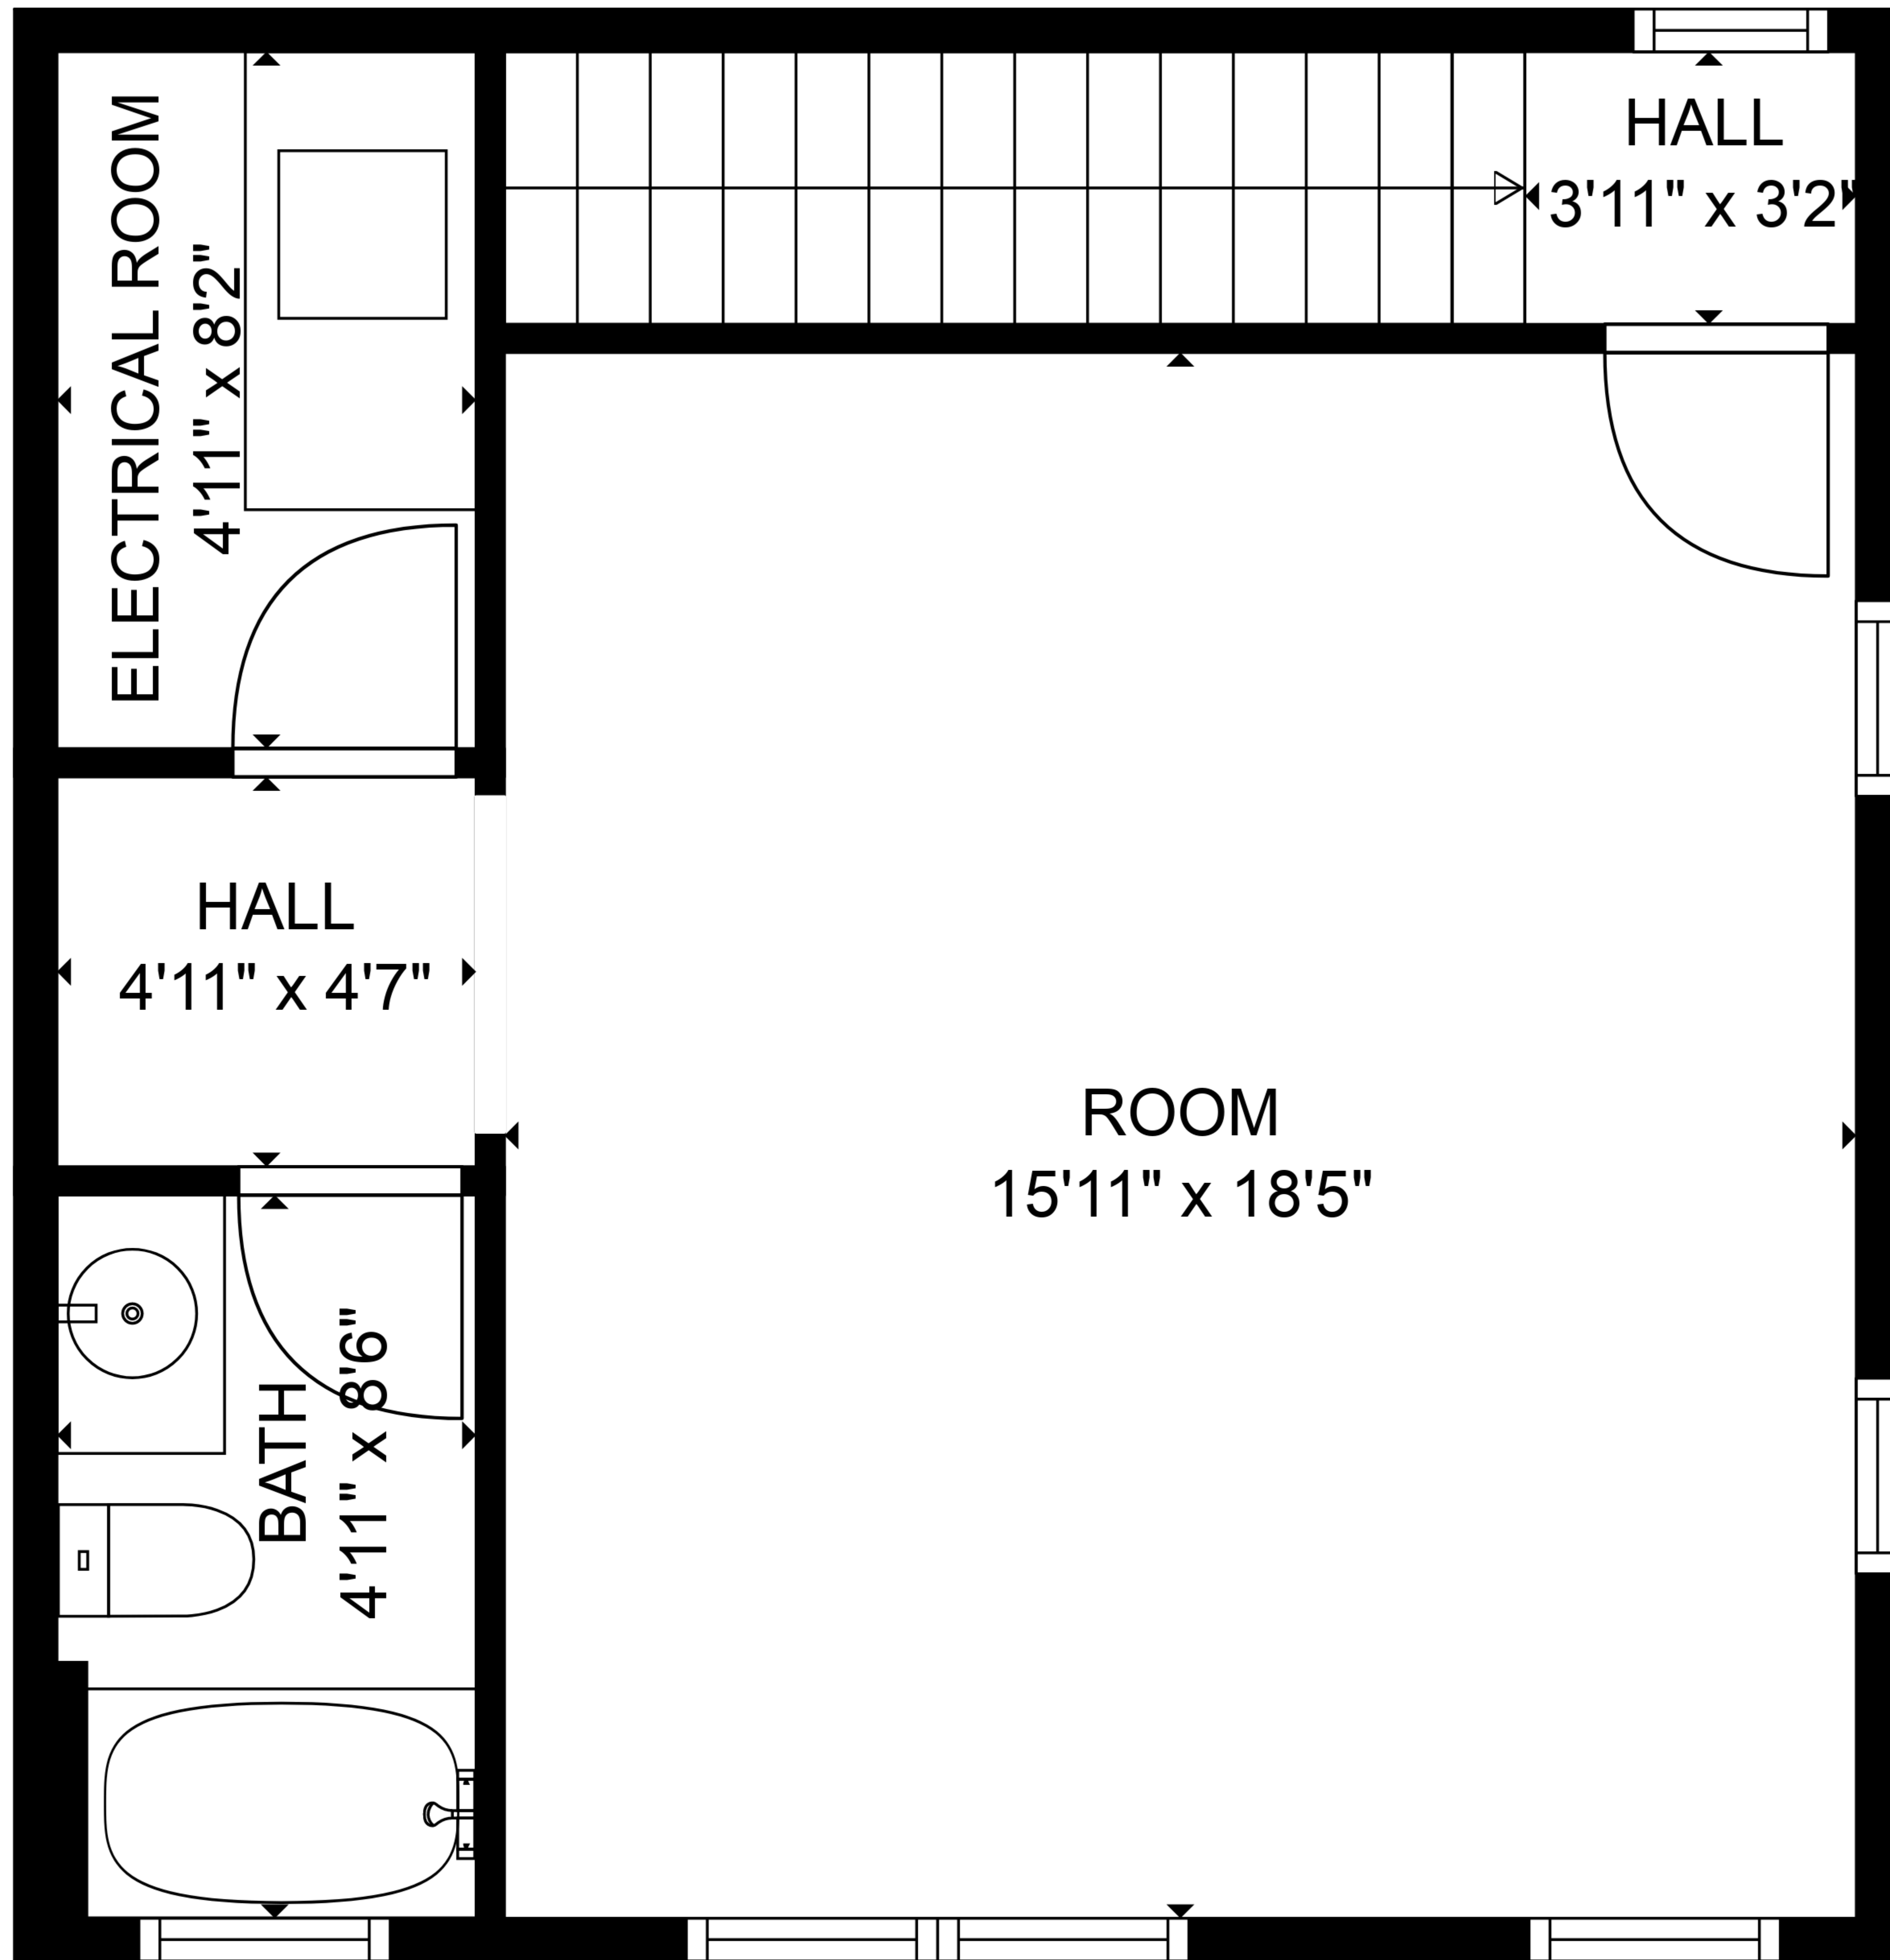 HALL
3'11" x 3'2"
ELECTRICAL ROOM
4'11" x 8'2"
HALL
4'11" x 4'7"
ROOM
15'11" x 18'5"
BATH
4'11" x 8'6"